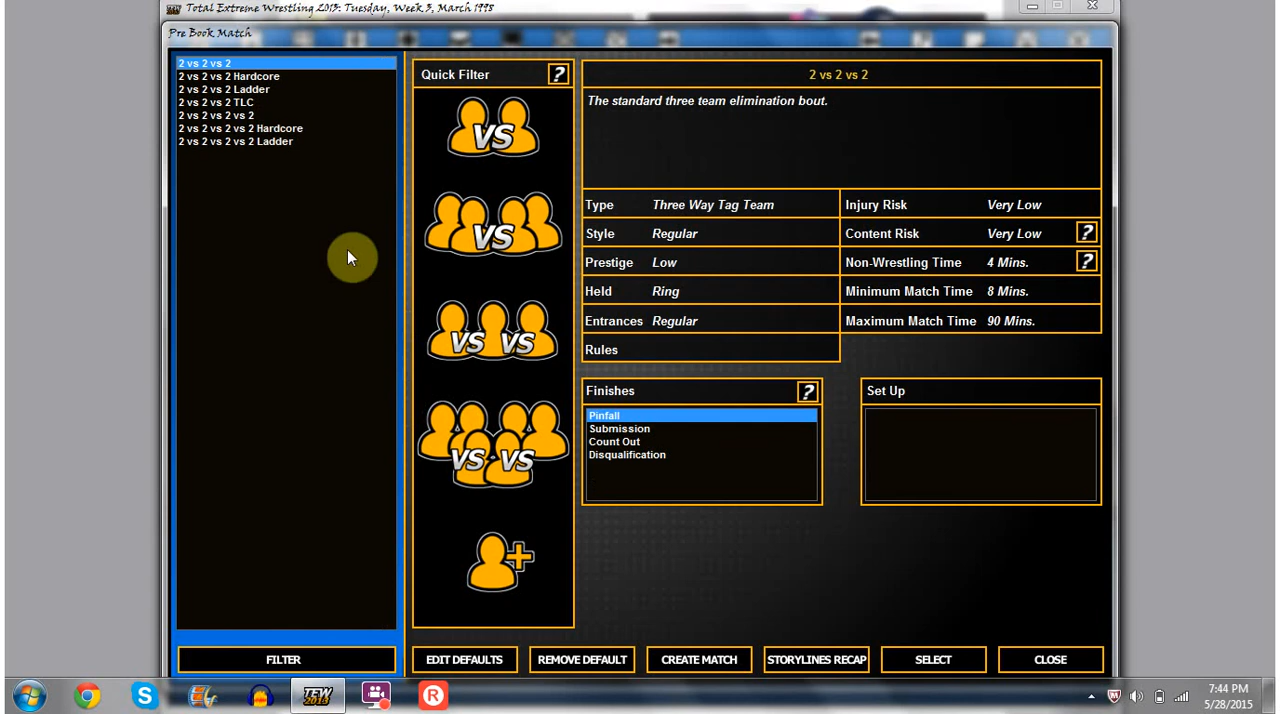 Total Extreme Wrestling 2013: Tuesday, Week 3, March 1998
Pre Book Match
2 vs 2 vs 2
2 vs 2 vs 2 Hardcore
2 vs 2 vs 2 Ladder
2 vs 2 vs 2 TLC
2 vs 2 vs 2 vs 2
2 vs 2 vs 2 vs 2 Hardcore
2 vs 2 vs 2 vs 2 Ladder
FILTER
Quick Filter ?
VS
VS
VS VS
VS VS
2 vs 2 vs 2
The standard three team elimination bout.
Type Three Way Tag Team Injury Risk Very Low
Style Regular Content Risk Very Low ?
Prestige Low Non-Wrestling Time 4 Mins. ?
Held Ring Minimum Match Time 8 Mins.
Entrances Regular Maximum Match Time 90 Mins.
Rules
Finishes ? Set Up
Pinfall
Submission
Count Out
Disqualification
EDIT DEFAULTS REMOVE DEFAULT CREATE MATCH STORYLINES RECAP SELECT CLOSE
TEW
2013
R
7:44 PM
5/28/2015